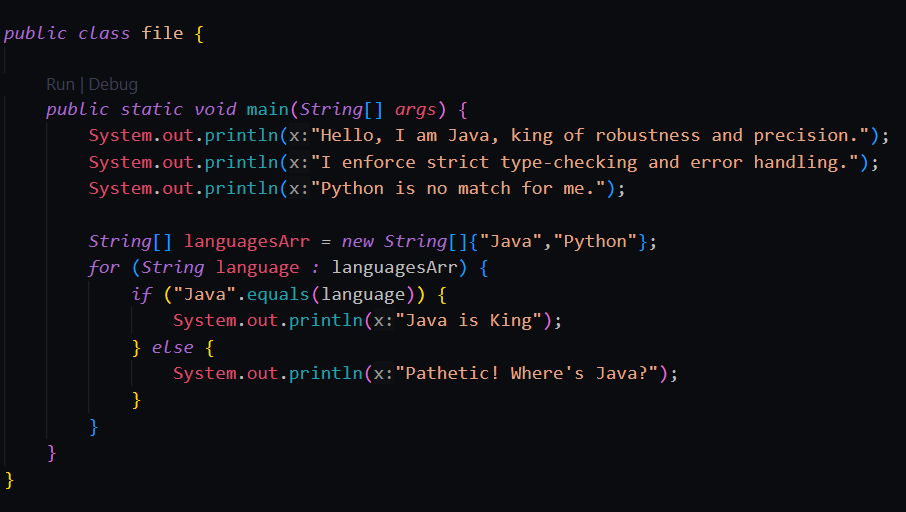 public class file {
Run | Debug
public static void main(String[] args) {
System.out.println(x:"Hello, I am Java, king of robustness and precision.");
System.out.println(x:"I enforce strict type-checking and error handling.");
System.out.println(x:"Python is no match for me.");
String[] languagesArr = new String[]{"Java","Python"};
for (String language : languagesArr) {
if ("Java".equals(language)) {
System.out.println(x:"Java is King");
} else {
System.out.println(x:"Pathetic! Where's Java?");
}
}
}
}